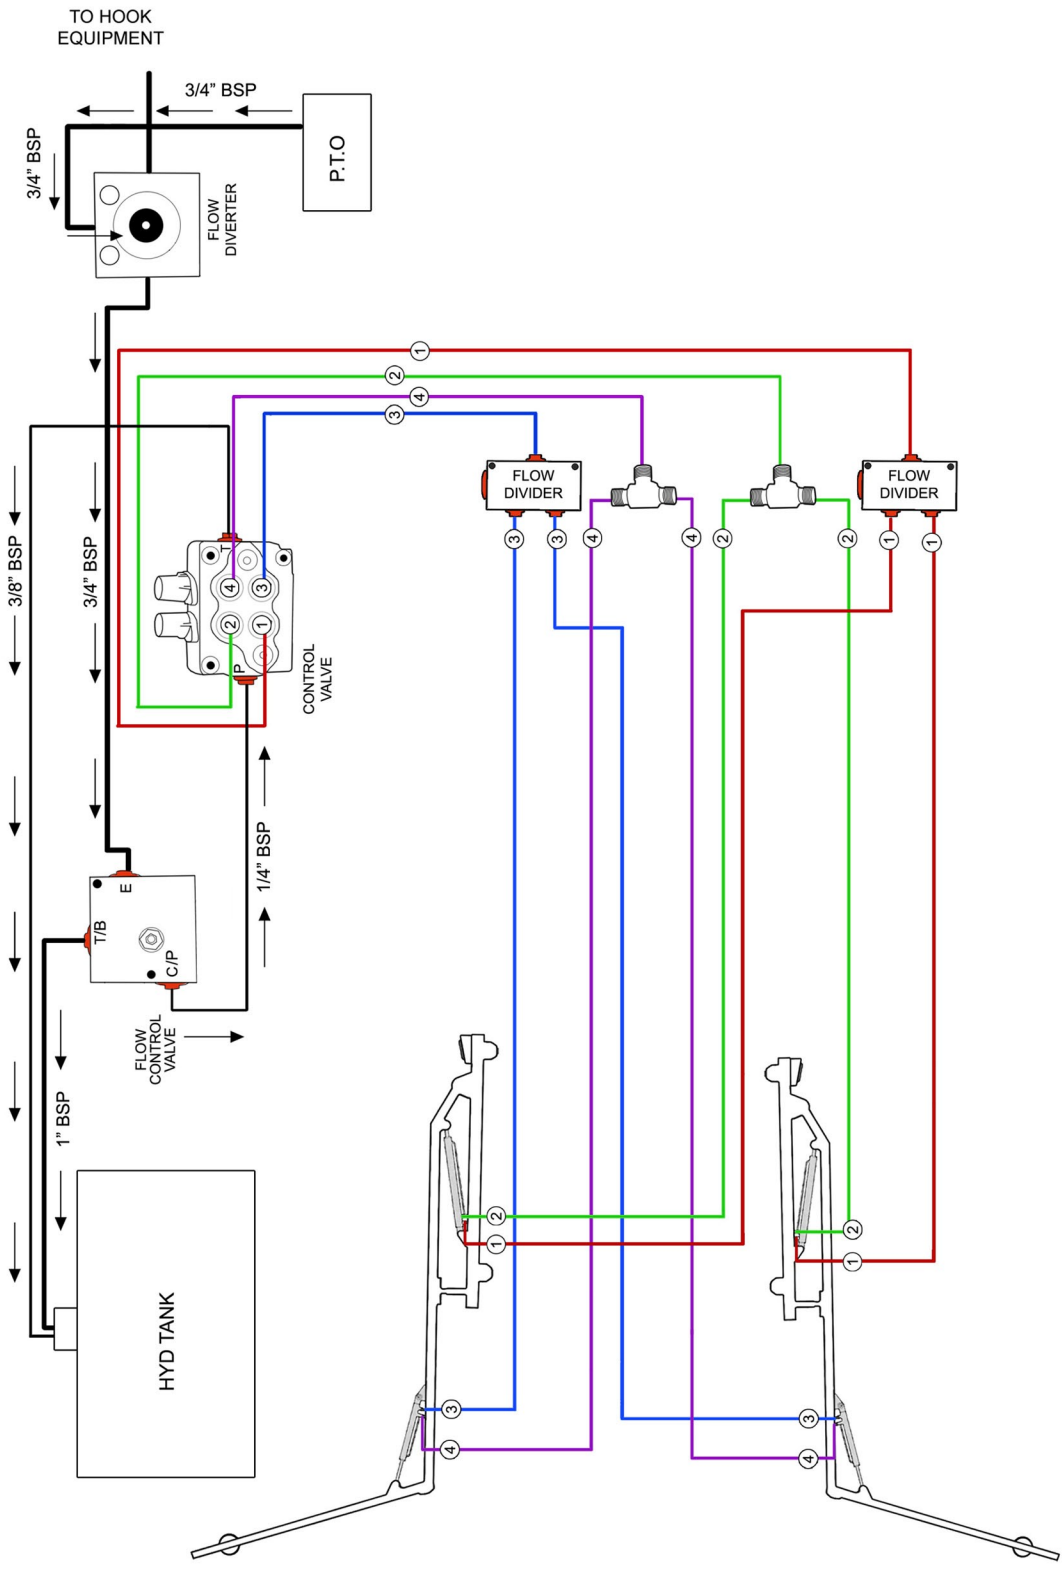 TO HOOK
EQUIPMENT
3/4” BSP
3/4” BSP
P.T.O
FLOW
DIVERTER
1
2
4
3
FLOW
DIVIDER
FLOW
DIVIDER
3/8” BSP
3/4” BSP
T
4
3
2
1
P
CONTROL
VALVE
3
3
4
4
2
2
1
1
1/4” BSP
E
T/B
C/P
FLOW
CONTROL
VALVE
1” BSP
HYD TANK
2
1
2
1
3
4
3
4